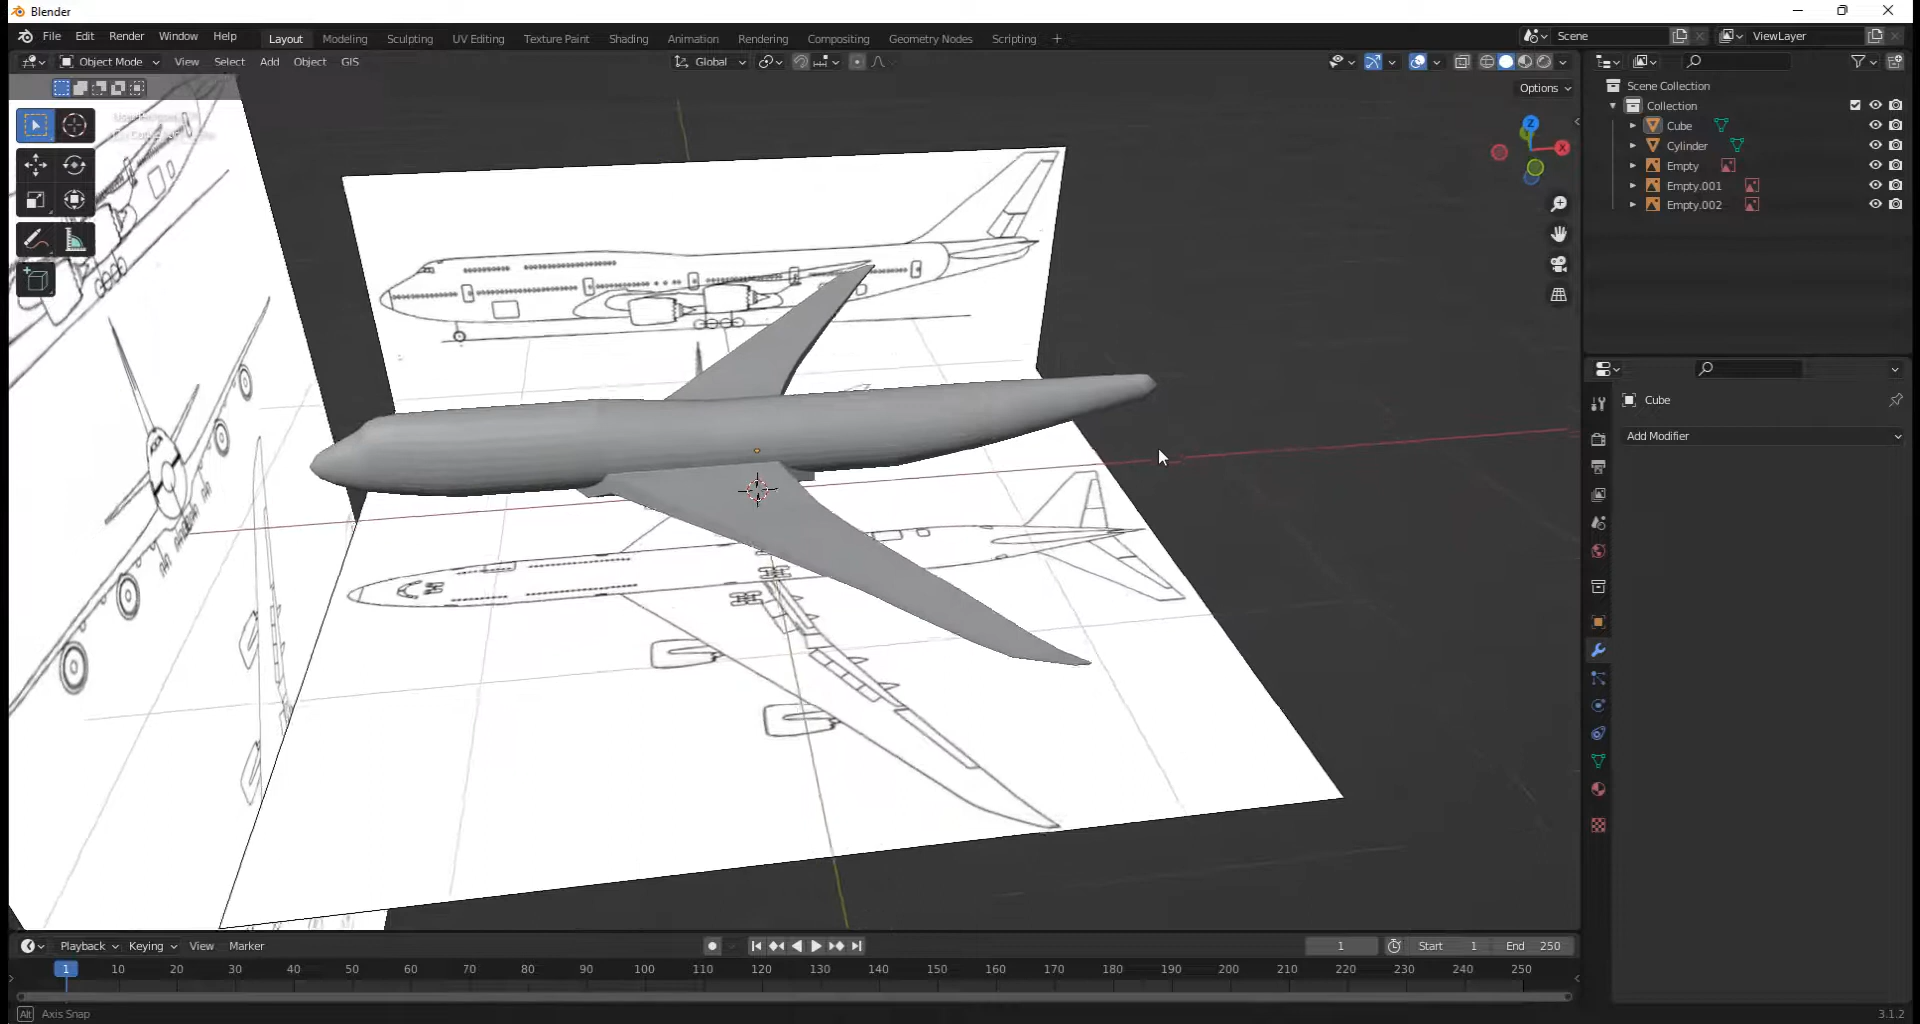 Blender
File Edit Render Window Help Layout Modeling Sculpting UV Editing Texture Paint Shading Animation Rendering Compositing Geometry Nodes Scripting + Scene ViewLayer
Object Mode View Select Add Object GIS Global
Options
Scene Collection
Collection
Cube
Cylinder
Empty
Empty.001
Empty.002
Z
X
Cube
Add Modifier
Playback Keying View Marker 1 Start 1 End 250
1 10 20 30 40 50 60 70 80 90 100 110 120 130 140 150 160 170 180 190 200 210 220 230 240 250
Alt Axis Snap 3.1.2